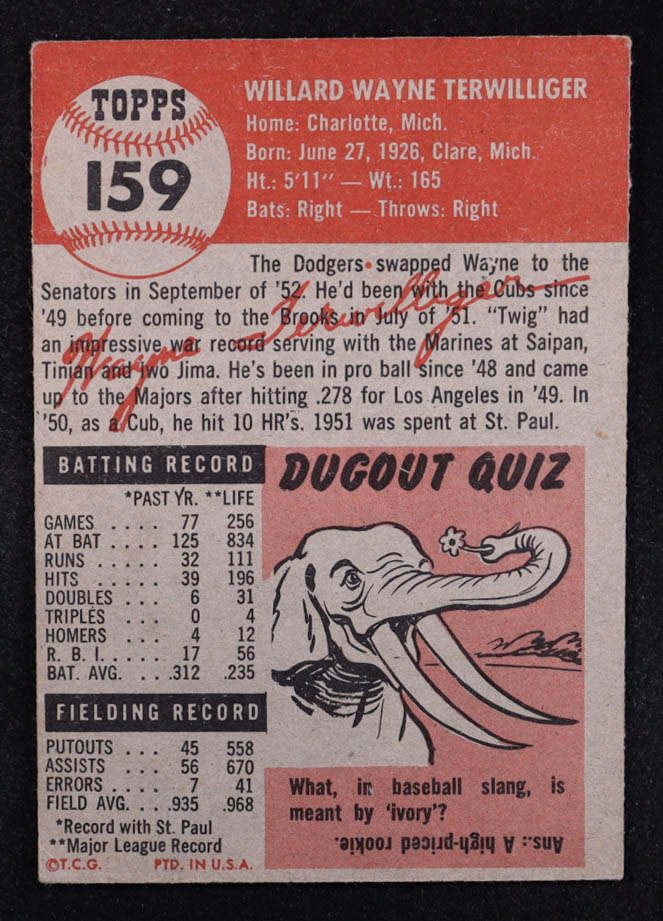 TOPPS
159
WILLARD WAYNE TERWILLIGER
Home: Charlotte, Mich.
Born: June 27, 1926, Clare, Mich.
Ht.: 5'11" — Wt.: 165
Bats: Right — Throws: Right
The Dodgers swapped Wayne to the
Senators in September of '52. He'd been with the Cubs since
'49 before coming to the Brooks in July of '51. "Twig" had
an impressive war record serving with the Marines at Saipan,
Tinian and Iwo Jima. He's been in pro ball since '48 and came
up to the Majors after hitting .278 for Los Angeles in '49. In
'50, as a Cub, he hit 10 HR's. 1951 was spent at St. Paul.
Wayne Terwilliger
BATTING RECORD
*PAST YR. **LIFE
GAMES .... 77 256
AT BAT .... 125 834
RUNS .... 32 111
HITS .... 39 196
DOUBLES ... 6 31
TRIPLES ... 0 4
HOMERS ... 4 12
R. B. I. .... 17 56
BAT. AVG. ... .312 .235
FIELDING RECORD
PUTOUTS ... 45 558
ASSISTS ... 56 670
ERRORS .... 7 41
FIELD AVG. ... .935 .968
*Record with St. Paul
**Major League Record
©T.C.G. PTD. IN U.S.A.
DUGOUT QUIZ
What, in baseball slang, is
meant by 'ivory'?
Ans.: A high-priced rookie.